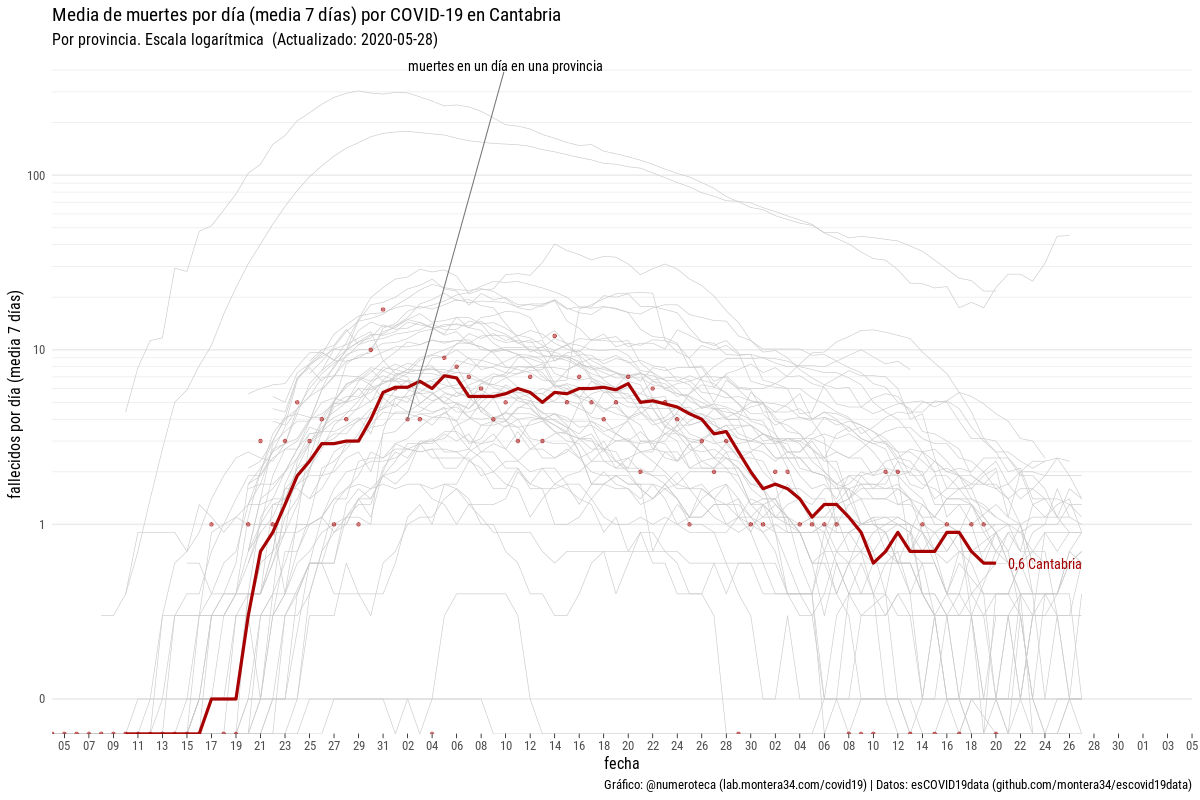 Media de muertes por día (media 7 días) por COVID-19 en Cantabria
Por provincia. Escala logarítmica  (Actualizado: 2020-05-28)
muertes en un día en una provincia
fallecidos por día (media  7 días)
100
10
1
0
0,6 Cantabria
05 07 09 11 13 15 17 19 21 23 25 27 29 31 02 04 06 08 10 12 14 16 18 20 22 24 26 28 30 02 04 06 08 10 12 14 16 18 20 22 24 26 28 30 01 03 05
fecha
Gráfico: @numeroteca (lab.montera34.com/covid19) | Datos: esCOVID19data (github.com/montera34/escovid19data)